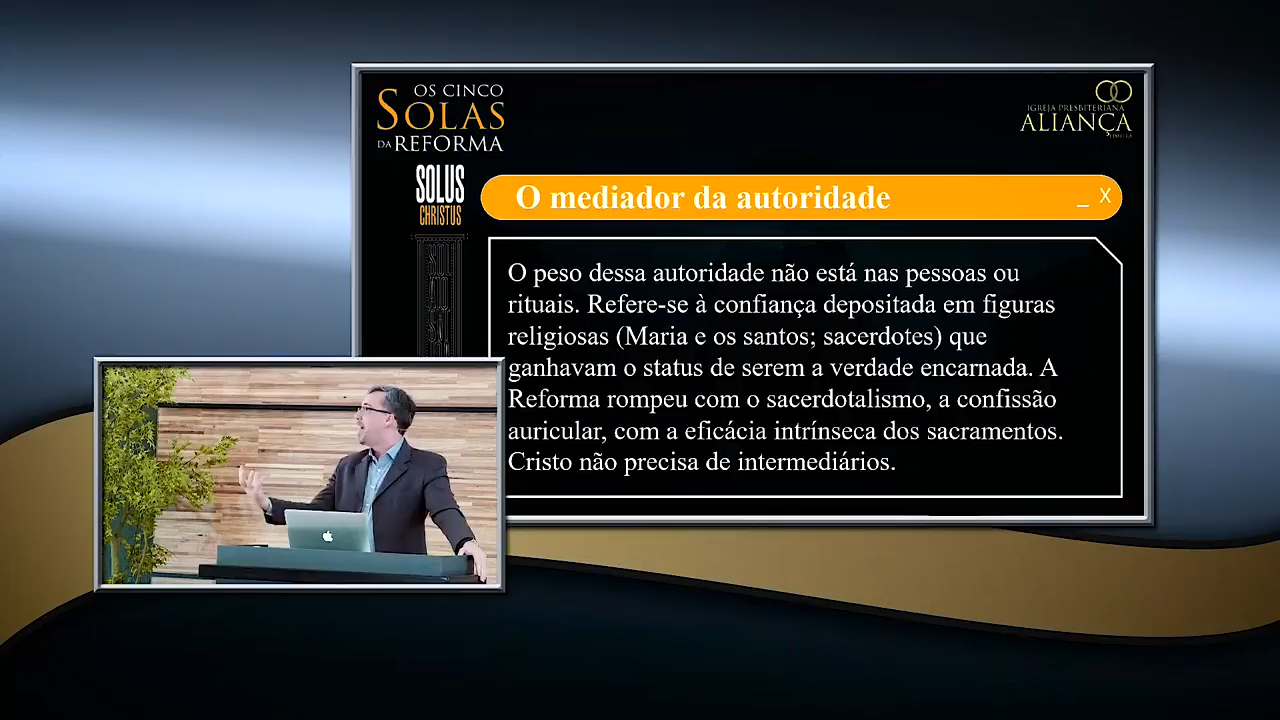 OS CINCO
SOLAS
DA REFORMA
IGREJA PRESBITERIANA
ALIANÇA
SOLUS
CHRISTUS
O mediador da autoridade
_ X
O peso dessa autoridade não está nas pessoas ou
rituais. Refere-se à confiança depositada em figuras
religiosas (Maria e os santos; sacerdotes) que
ganhavam o status de serem a verdade encarnada. A
Reforma rompeu com o sacerdotalismo, a confissão
auricular, com a eficácia intrínseca dos sacramentos.
Cristo não precisa de intermediários.